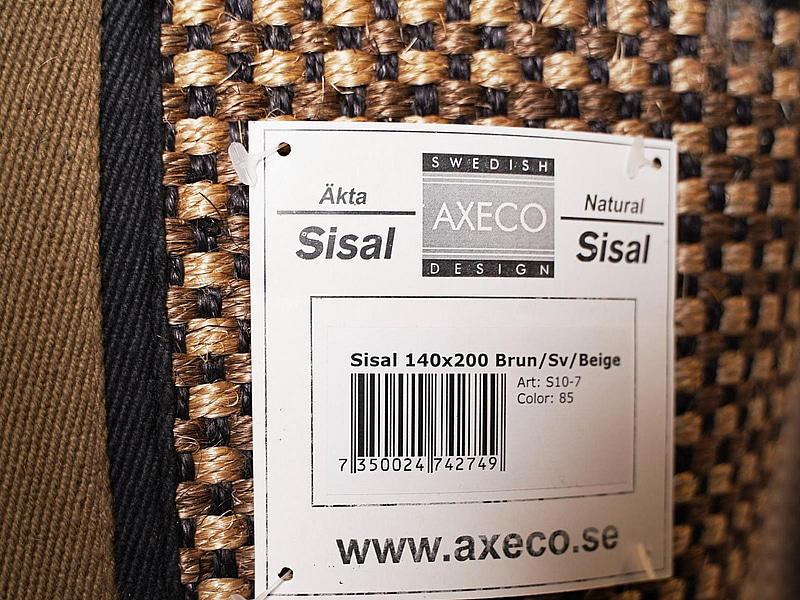 SWEDISH
AXECO
DESIGN
Äkta
Sisal
Natural
Sisal
Sisal 140x200 Brun/Sv/Beige
Art: S10-7
Color: 85
7 350024 742749
www.axeco.se